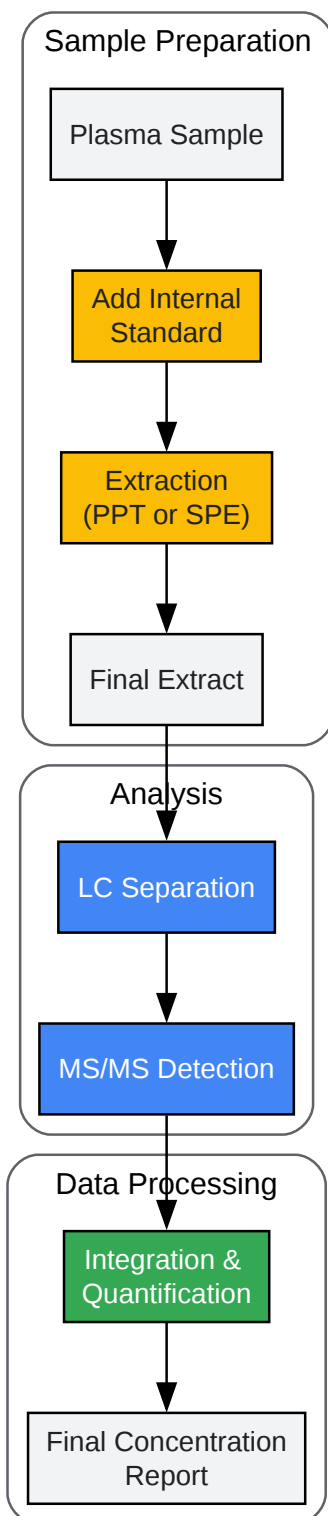 Sample Preparation
Plasma Sample
Add Internal
Standard
Extraction
(PPT or SPE)
Final Extract
Analysis
LC Separation
MS/MS Detection
Data Processing
Integration &
Quantification
Final Concentration
Report